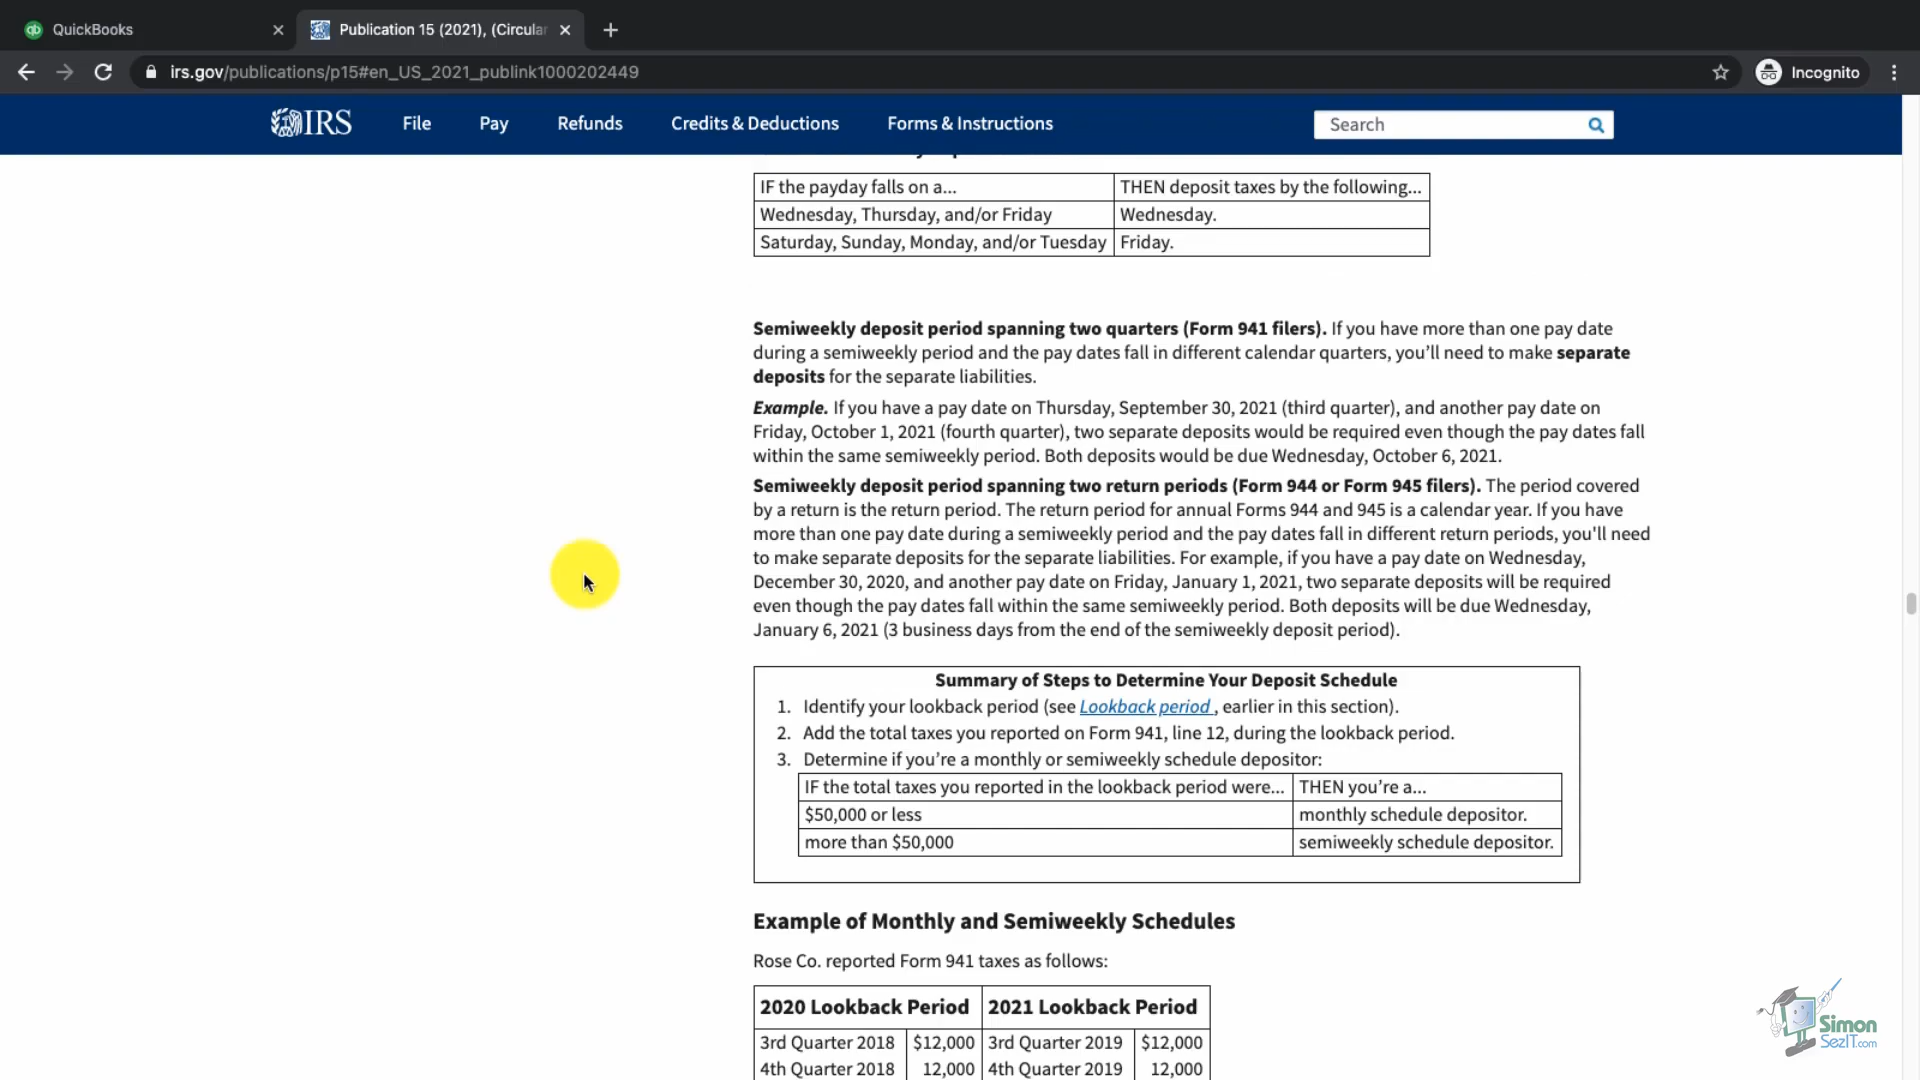 QuickBooks
Publication 15 (2021), (Circular
irs.gov/publications/p15#en_US_2021_publink1000202449
Incognito
IRS File Pay Refunds Credits & Deductions Forms & Instructions Search
IF the payday falls on a... THEN deposit taxes by the following...
Wednesday, Thursday, and/or Friday Wednesday.
Saturday, Sunday, Monday, and/or Tuesday Friday.
Semiweekly deposit period spanning two quarters (Form 941 filers). If you have more than one pay date
during a semiweekly period and the pay dates fall in different calendar quarters, you’ll need to make separate
deposits for the separate liabilities.
Example. If you have a pay date on Thursday, September 30, 2021 (third quarter), and another pay date on
Friday, October 1, 2021 (fourth quarter), two separate deposits would be required even though the pay dates fall
within the same semiweekly period. Both deposits would be due Wednesday, October 6, 2021.
Semiweekly deposit period spanning two return periods (Form 944 or Form 945 filers). The period covered
by a return is the return period. The return period for annual Forms 944 and 945 is a calendar year. If you have
more than one pay date during a semiweekly period and the pay dates fall in different return periods, you'll need
to make separate deposits for the separate liabilities. For example, if you have a pay date on Wednesday,
December 30, 2020, and another pay date on Friday, January 1, 2021, two separate deposits will be required
even though the pay dates fall within the same semiweekly period. Both deposits will be due Wednesday,
January 6, 2021 (3 business days from the end of the semiweekly deposit period).
Summary of Steps to Determine Your Deposit Schedule
1. Identify your lookback period (see Lookback period , earlier in this section).
2. Add the total taxes you reported on Form 941, line 12, during the lookback period.
3. Determine if you’re a monthly or semiweekly schedule depositor:
IF the total taxes you reported in the lookback period were... THEN you’re a...
$50,000 or less monthly schedule depositor.
more than $50,000 semiweekly schedule depositor.
Example of Monthly and Semiweekly Schedules
Rose Co. reported Form 941 taxes as follows:
2020 Lookback Period 2021 Lookback Period
3rd Quarter 2018 $12,000 3rd Quarter 2019 $12,000
4th Quarter 2018 12,000 4th Quarter 2019 12,000
Simon
SezIT.com